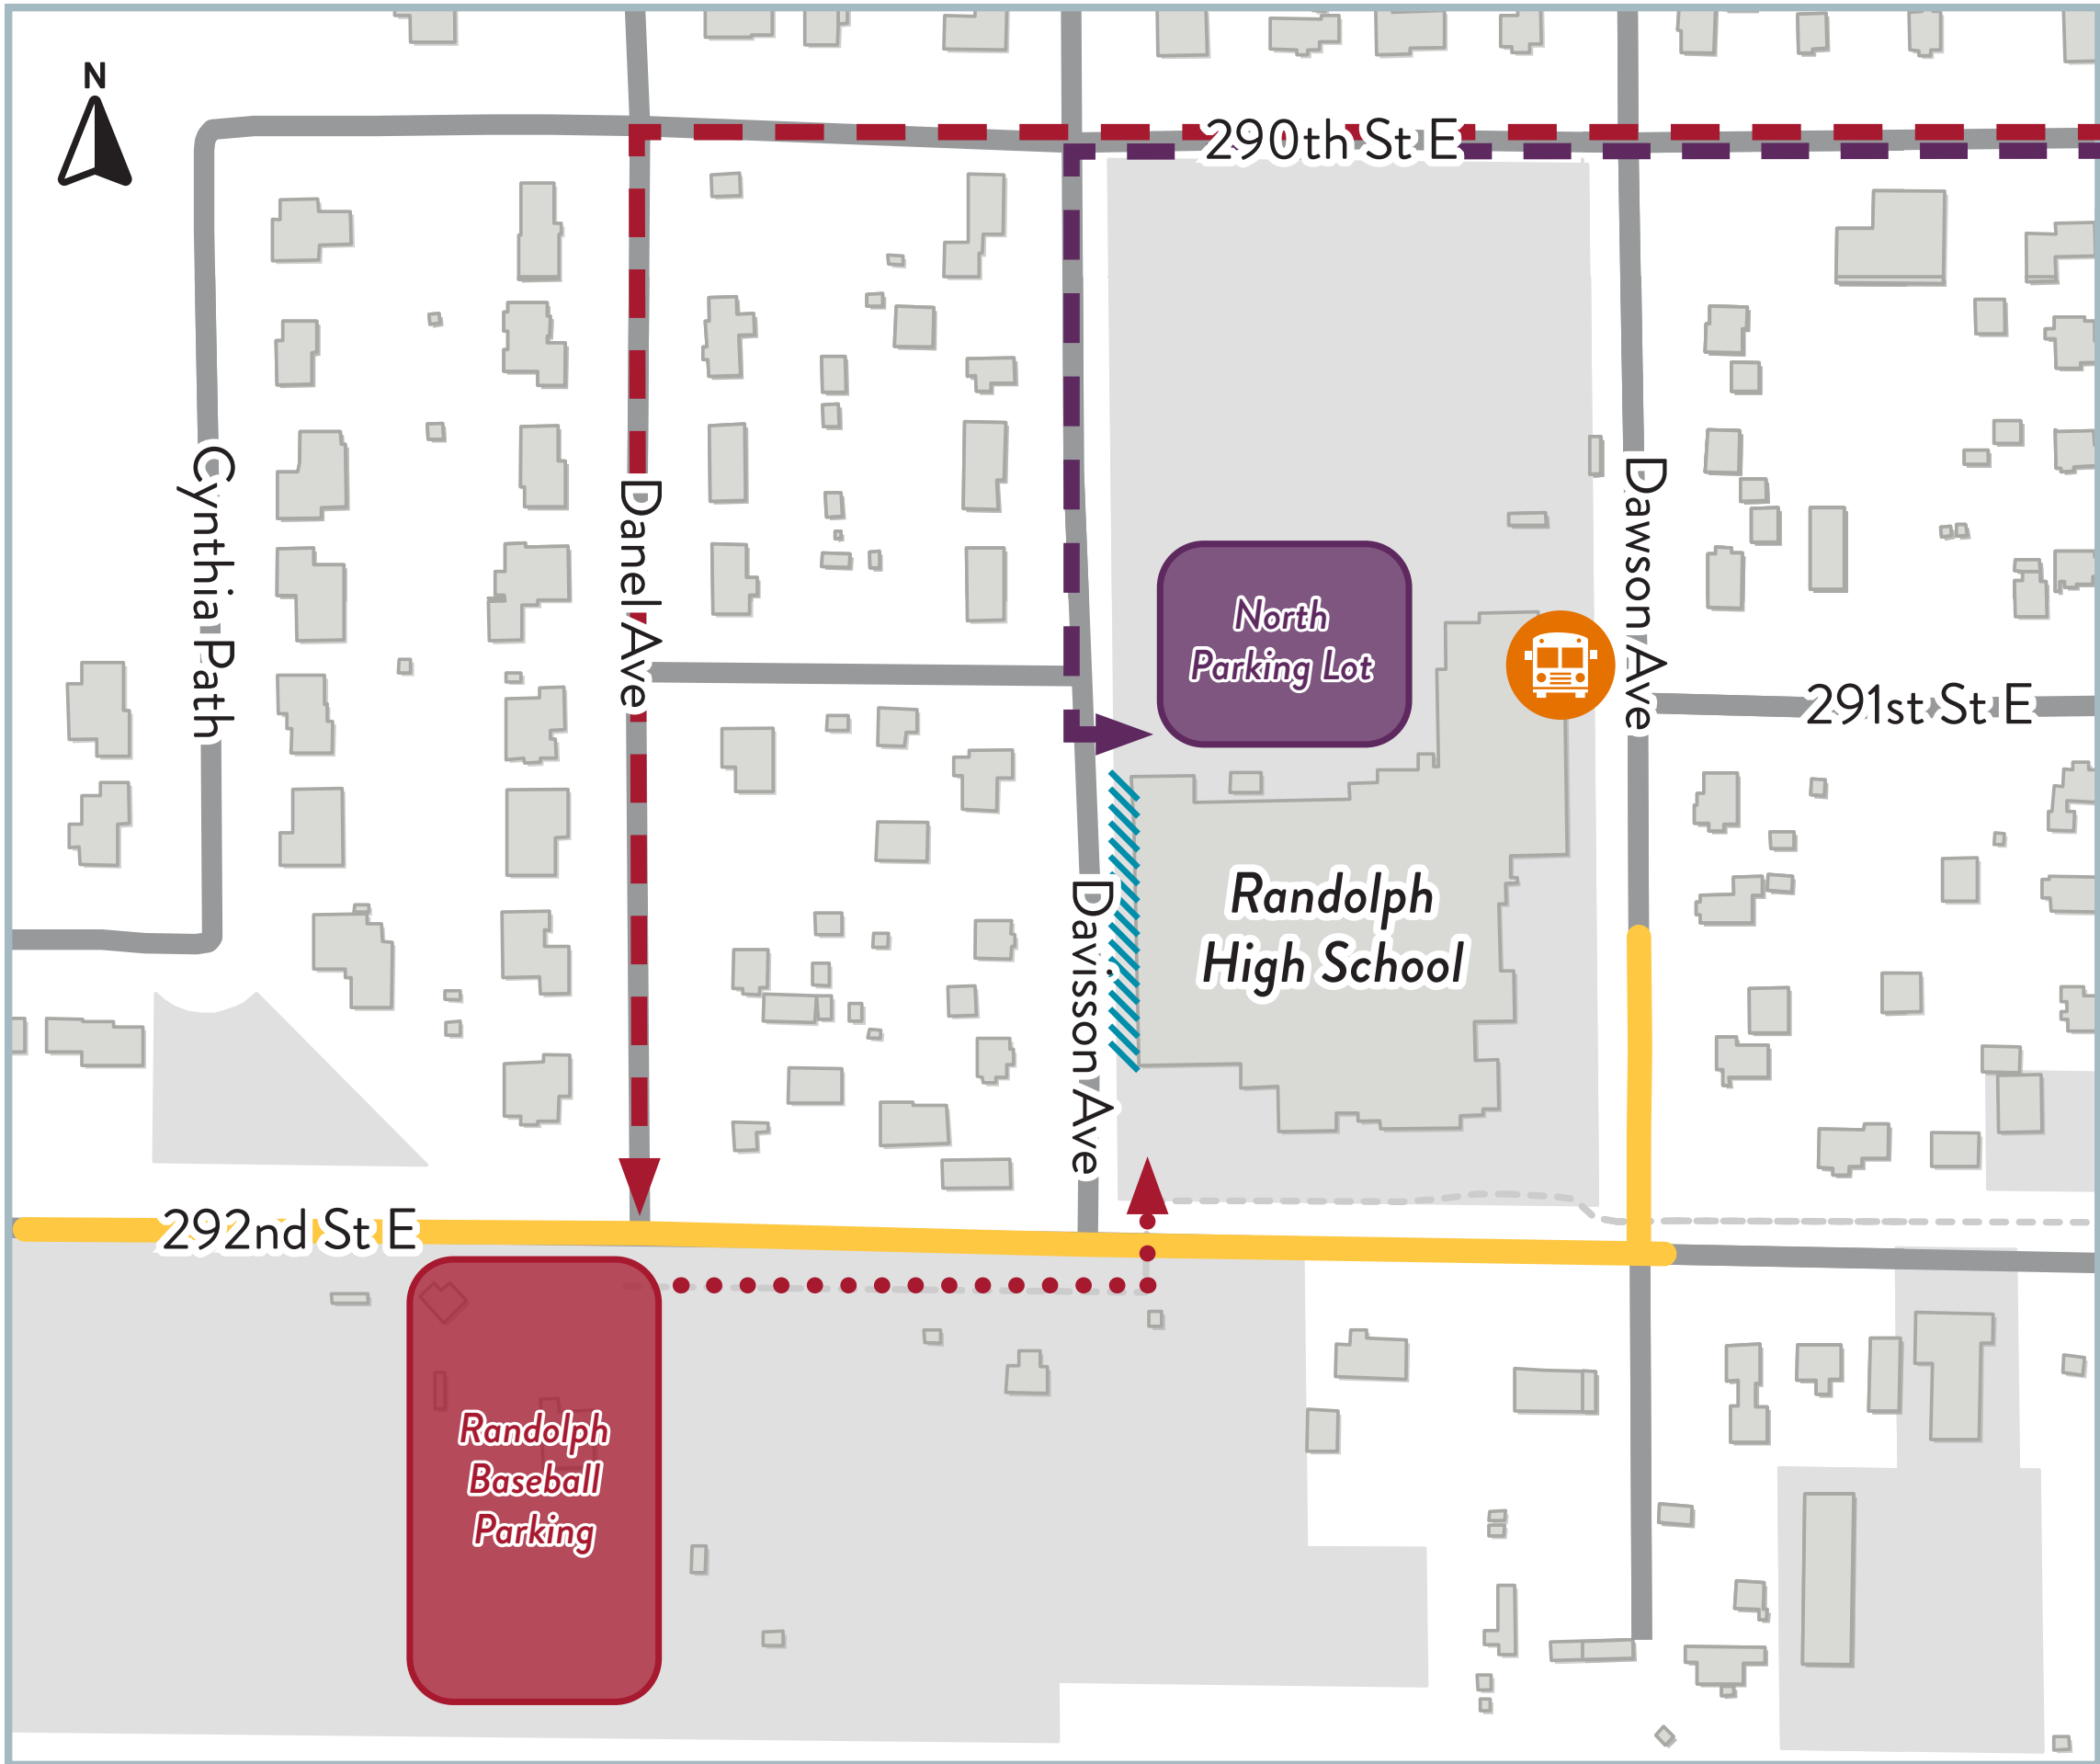 N
290th St E
Cynthia Path
Danel Ave
Dawson Ave
North
Parking Lot
291st St E
Randolph
High School
Davisson Ave
292nd St E
Randolph
Baseball
Parking